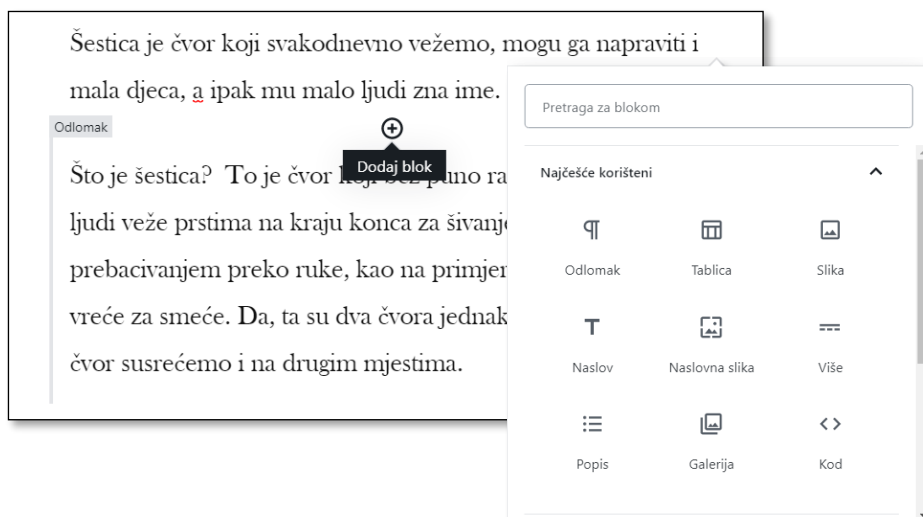 Šestica je čvor koji svakodnevno vežemo, mogu ga napraviti i
mala djeca, a ipak mu malo ljudi zna ime.
Odlomak
Dodaj blok
Što je šestica?  To je čvor
ljudi veže prstima na kraju konca za šivanje
prebacivanjem preko ruke, kao na primjer
vreće za smeće. Da, ta su dva čvora jednak
čvor susrećemo i na drugim mjestima.
Pretraga za blokom
Najčešće korišteni
Odlomak Tablica Slika
Naslov Naslovna slika Više
Popis Galerija Kod